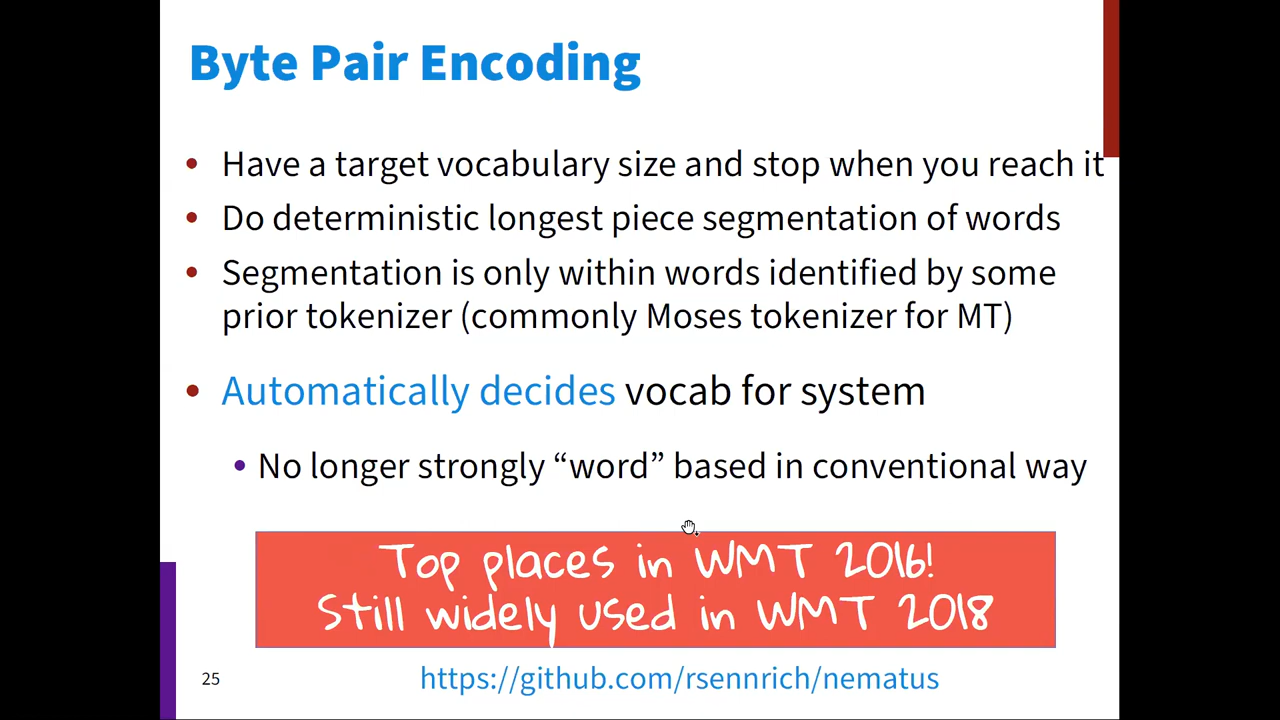 Byte Pair Encoding
• Have a target vocabulary size and stop when you reach it
• Do deterministic longest piece segmentation of words
• Segmentation is only within words identified by some
prior tokenizer (commonly Moses tokenizer for MT)
• Automatically decides vocab for system
• No longer strongly “word” based in conventional way
Top places in WMT 2016!
Still widely used in WMT 2018
25
https://github.com/rsennrich/nematus